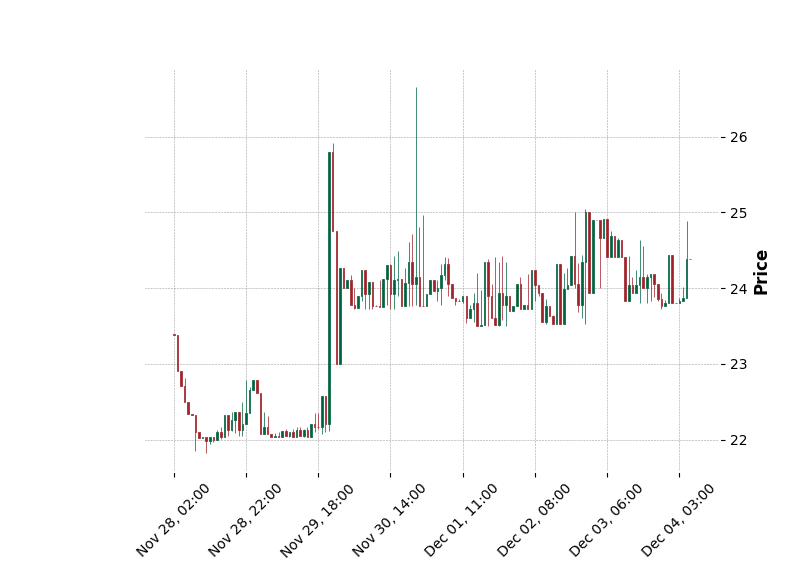 26
25
24
23
22
Price
Nov 28, 02:00
Nov 28, 22:00
Nov 29, 18:00
Nov 30, 14:00
Dec 01, 11:00
Dec 02, 08:00
Dec 03, 06:00
Dec 04, 03:00